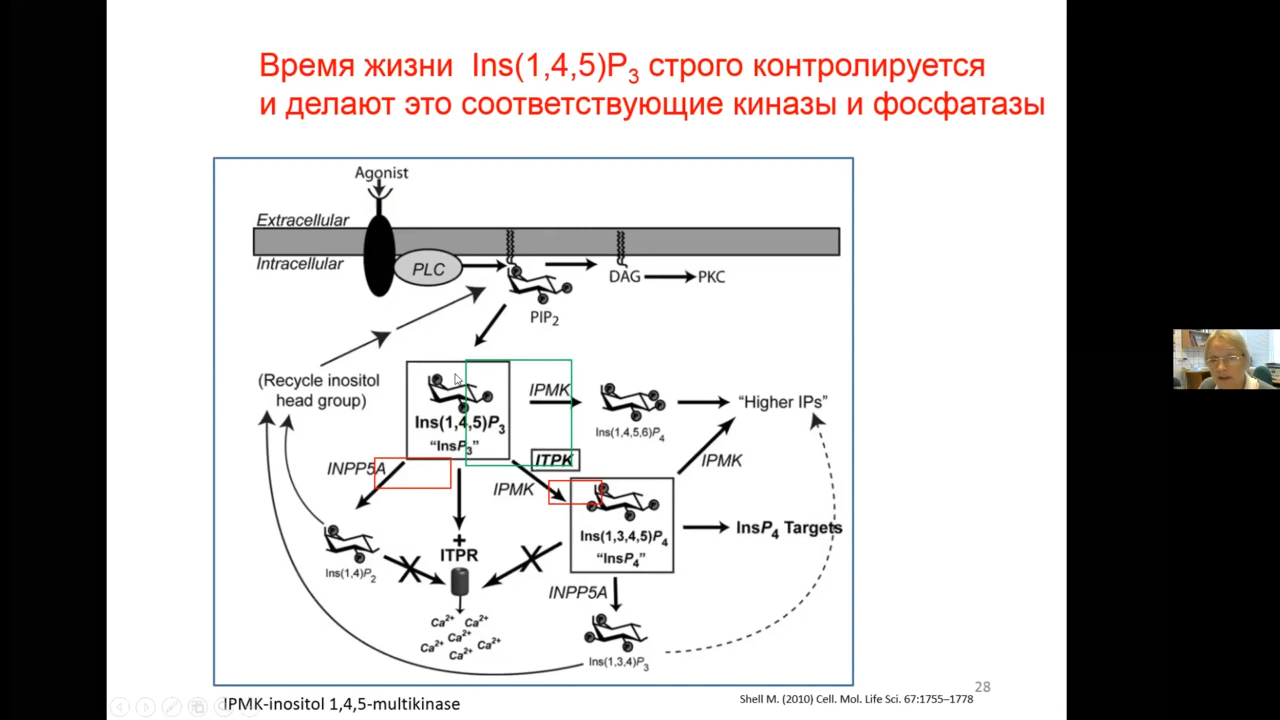 Время жизни Ins(1,4,5)P3 строго контролируется
и делают это соответствующие киназы и фосфатазы
Agonist
Extracellular
Intracellular
PLC
DAG
PKC
PIP2
(Recycle inositol
head group)
IPMK
"Higher IPs"
Ins(1,4,5)P3
"InsP3"
Ins(1,4,5,6)P4
ITPK
IPMK
INPP5A
IPMK
Ins(1,3,4,5)P4
"InsP4"
InsP4 Targets
+
ITPR
Ins(1,4)P2
INPP5A
Ca2+ Ca2+
Ca2+ Ca2+ Ca2+
Ca2+
Ins(1,3,4)P3
28
IPMK-inositol 1,4,5-multikinase
Shell M. (2010) Cell. Mol. Life Sci. 67:1755–1778